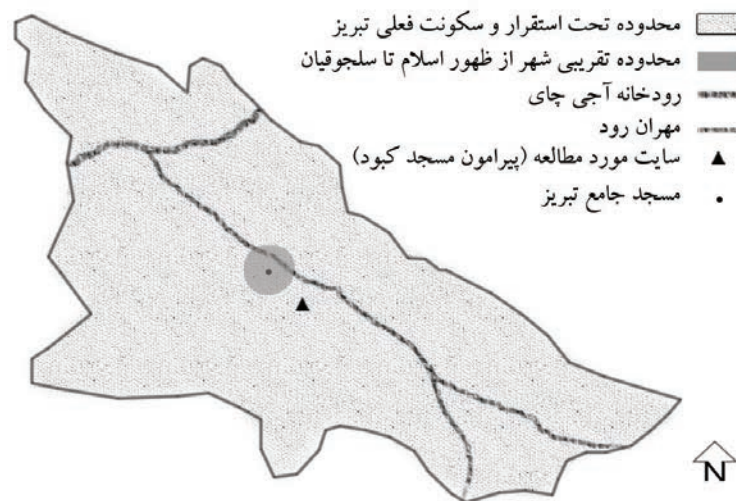 محدوده تحت استقرار و سکونت فعلی تبریز
محدوده تقریبی شهر از ظهور اسلام تا سلجوقیان
رودخانه آجی چای
مهران رود
سایت مورد مطالعه (پیرامون مسجد کبود)
مسجد جامع تبریز
N